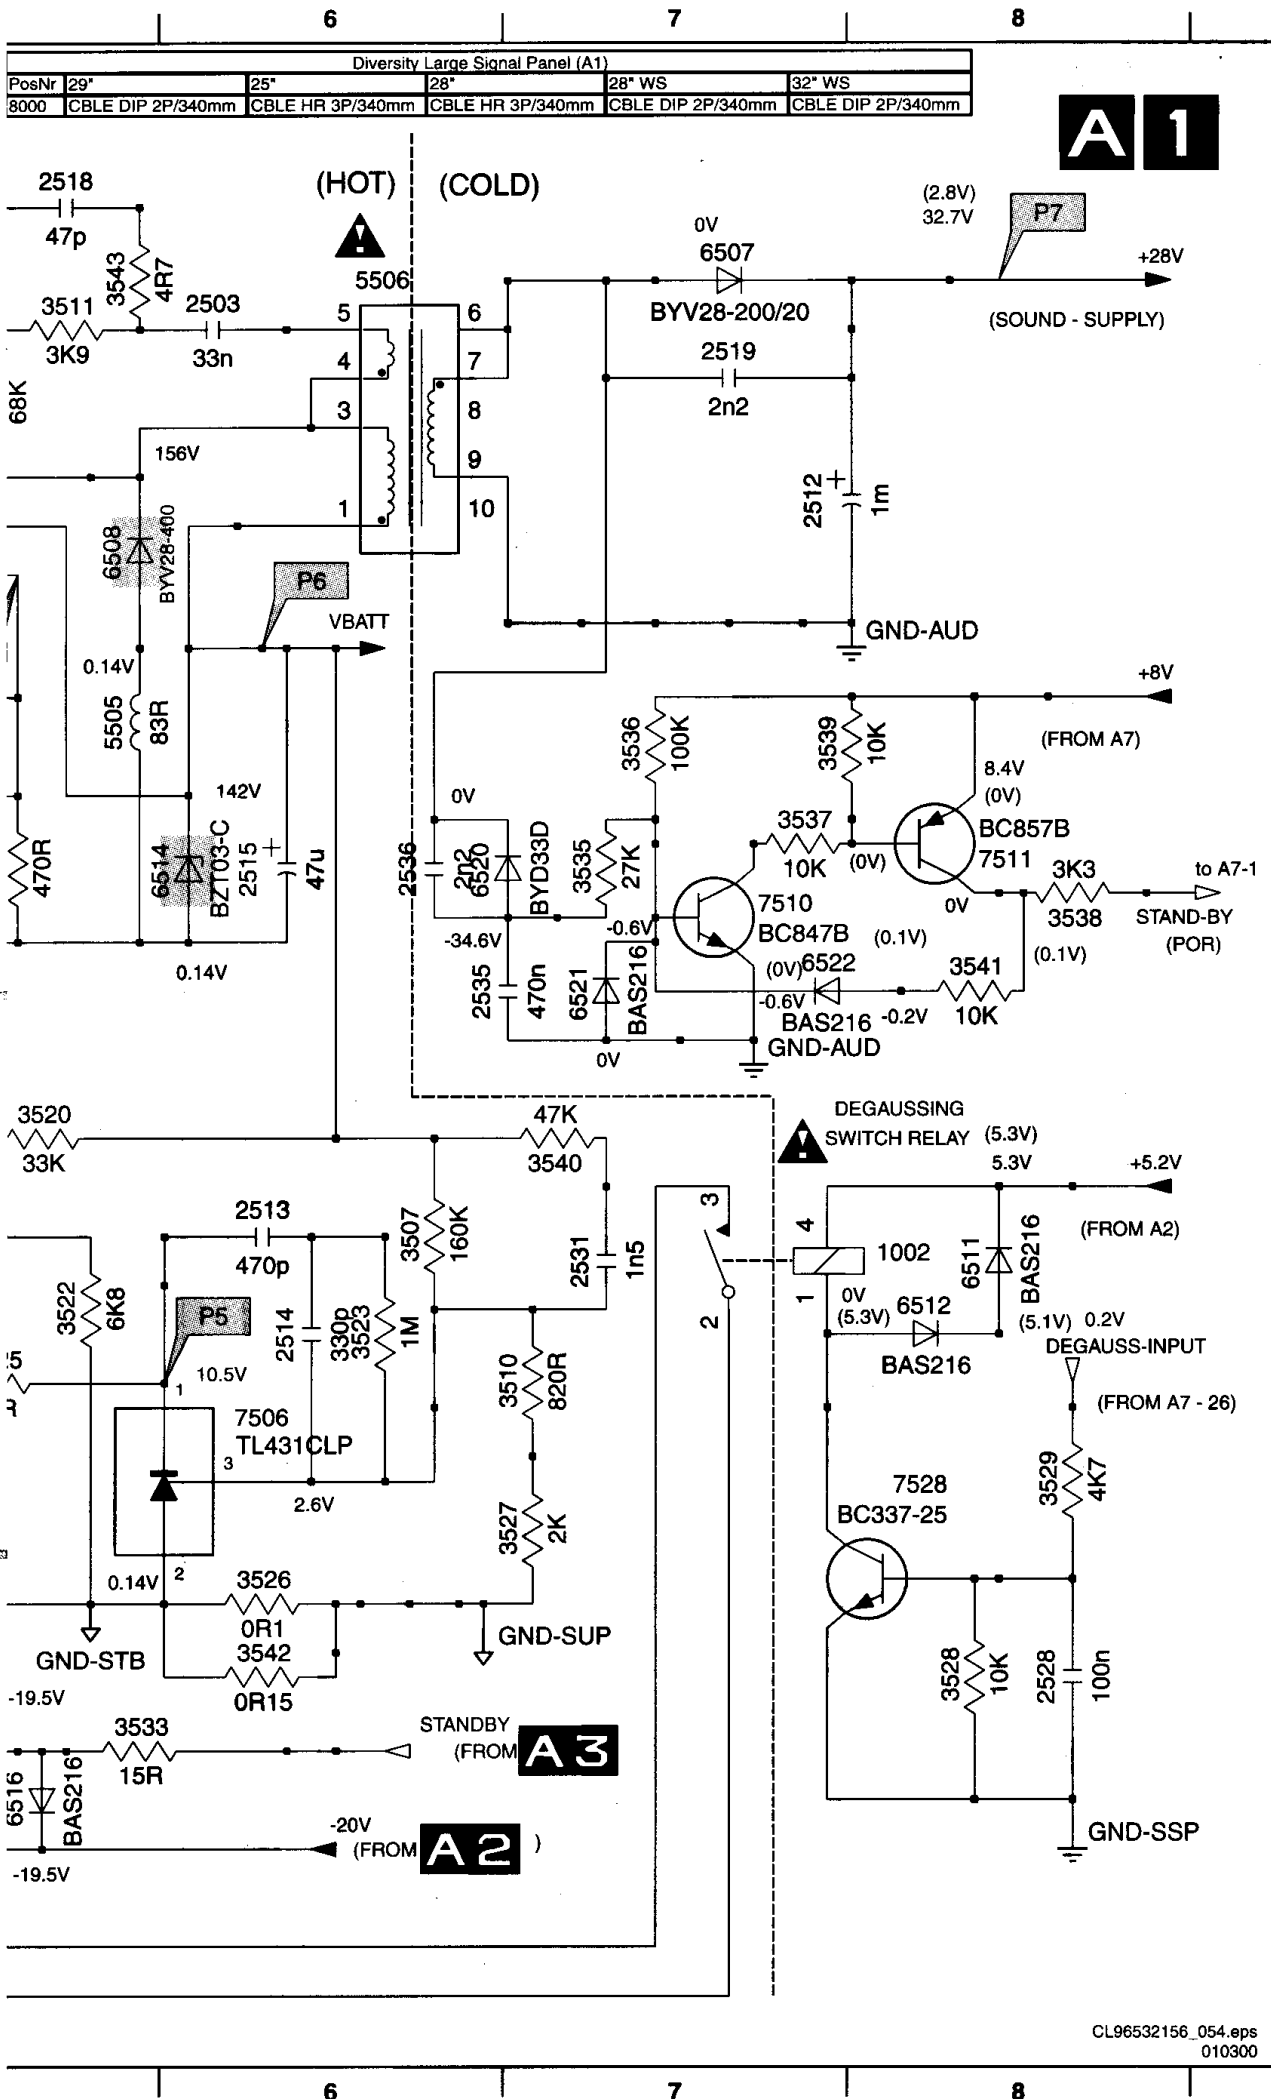 6 7 8
Diversity Large Signal Panel (A1)
PosNr 29" 25" 28" 28" WS 32" WS
8000 CBLE DIP 2P/340mm CBLE HR 3P/340mm CBLE HR 3P/340mm CBLE DIP 2P/340mm CBLE DIP 2P/340mm
A 1
(HOT) (COLD)
2518
47p
3543
4R7
3511
3K9
2503
33n
68K
5506
5
4
3
1
6
7
8
9
10
0V
6507
BYV28-200/20
2519
2n2
(2.8V)
32.7V
P7
+28V
(SOUND - SUPPLY)
2512
+
1m
GND-AUD
156V
6508
BYV28-400
P6
VBATT
0.14V
5505
83R
142V
6514
BZT03-C
2515
+
47u
470R
0.14V
+8V
(FROM A7)
3536
100K
3539
10K
8.4V
(0V)
BC857B
7511
0V
2536
2n2
6520
BYD33D
3535
27K
3537
10K
(0V)
0V
3K3
3538
to A7-1
STAND-BY
(POR)
7510
BC847B
-34.6V
-0.6V
2535
470n
6521
BAS216
(0V)
-0.6V
6522
BAS216
(0.1V)
-0.2V
3541
10K
(0.1V)
0V
GND-AUD
3520
33K
47K
3540
DEGAUSSING
SWITCH RELAY
(5.3V)
5.3V
+5.2V
(FROM A2)
2513
470p
3507
160K
2531
1n5
3
2
4
1
1002
6511
BAS216
0V
(5.3V)
6512
BAS216
(5.1V) 0.2V
DEGAUSS-INPUT
(FROM A7 - 26)
3522
6K8
P5
2514
330p
3523
1M
3510
820R
5
R
1
10.5V
7506
TL431CLP
3
2.6V
3527
2K
7528
BC337-25
3529
4K7
0.14V
2
3526
0R1
3542
0R15
GND-STB
GND-SUP
3528
10K
2528
100n
-19.5V
3533
15R
STANDBY
(FROM A3
6516
BAS216
-20V
(FROM A2 )
-19.5V
GND-SSP
CL96532156_054.eps
010300
6 7 8